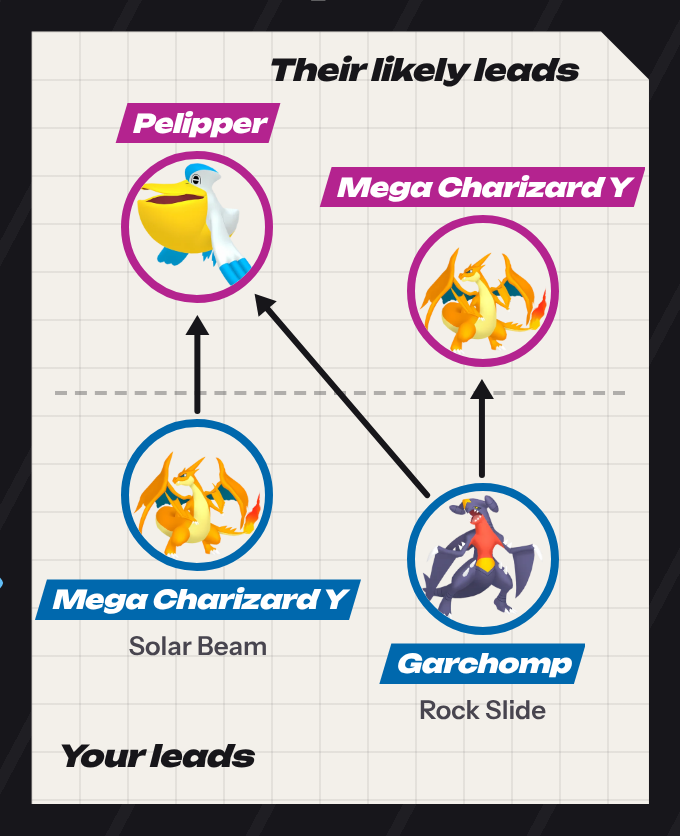 Their likely leads
Pelipper
Mega Charizard Y
Mega Charizard Y
Solar Beam
Garchomp
Rock Slide
Your leads